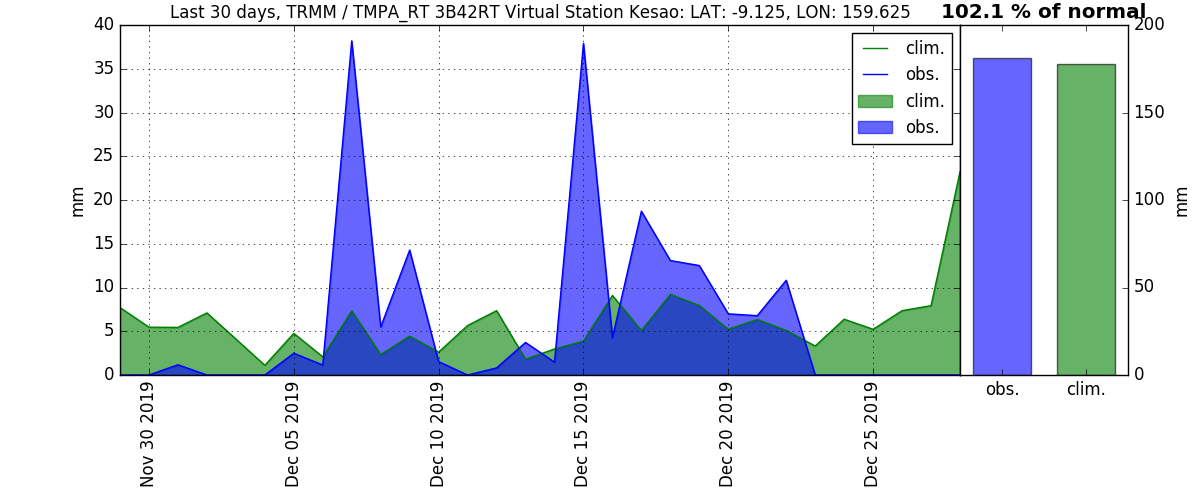 Last 30 days, TRMM / TMPA_RT 3B42RT Virtual Station Kesao: LAT: -9.125, LON: 159.625
102.1 % of normal
40
35
30
25
20
15
10
5
0
mm
clim.
obs.
clim.
obs.
200
150
100
50
0
mm
obs.
clim.
Nov 30 2019
Dec 05 2019
Dec 10 2019
Dec 15 2019
Dec 20 2019
Dec 25 2019